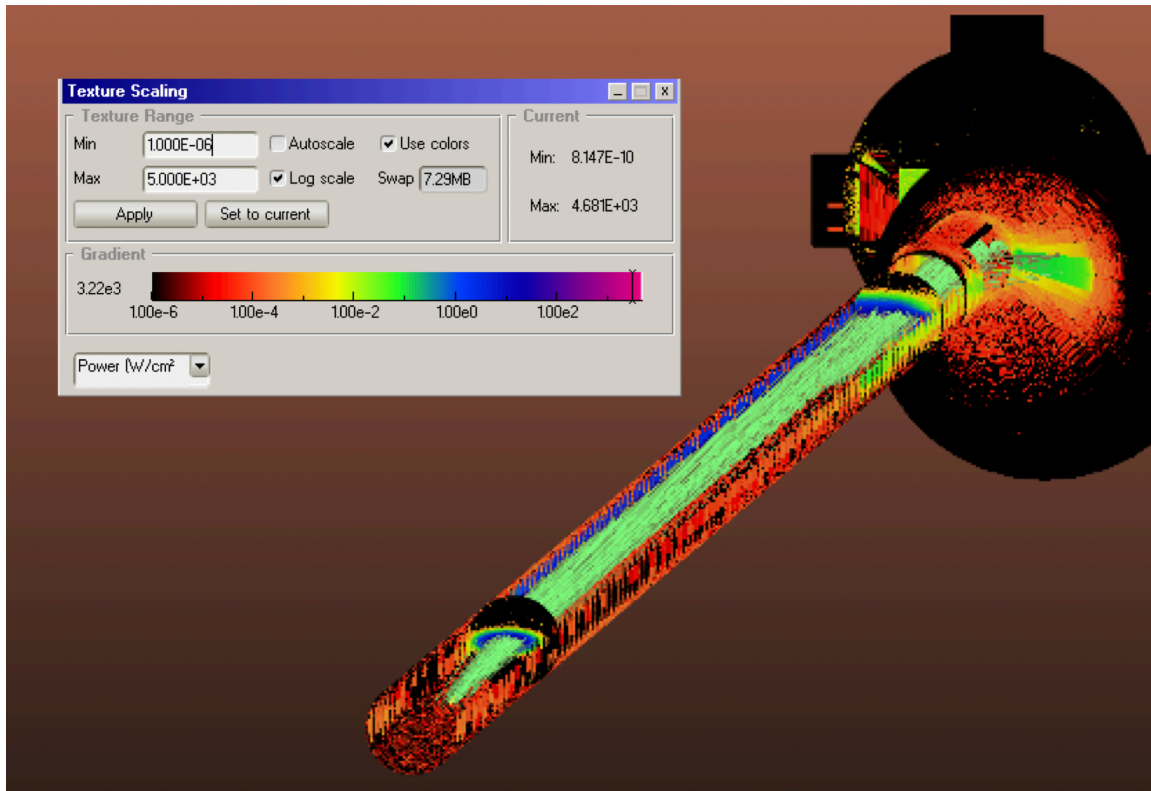 Texture Scaling
Texture Range
Min 1.000E-06 Autoscale Use colors
Max 5.000E+03 Log scale Swap 7.29MB
Apply Set to current
Current
Min: 8.147E-10
Max: 4.681E+03
Gradient
3.22e3
1.00e-6 1.00e-4 1.00e-2 1.00e0 1.00e2
Power (W/cm²